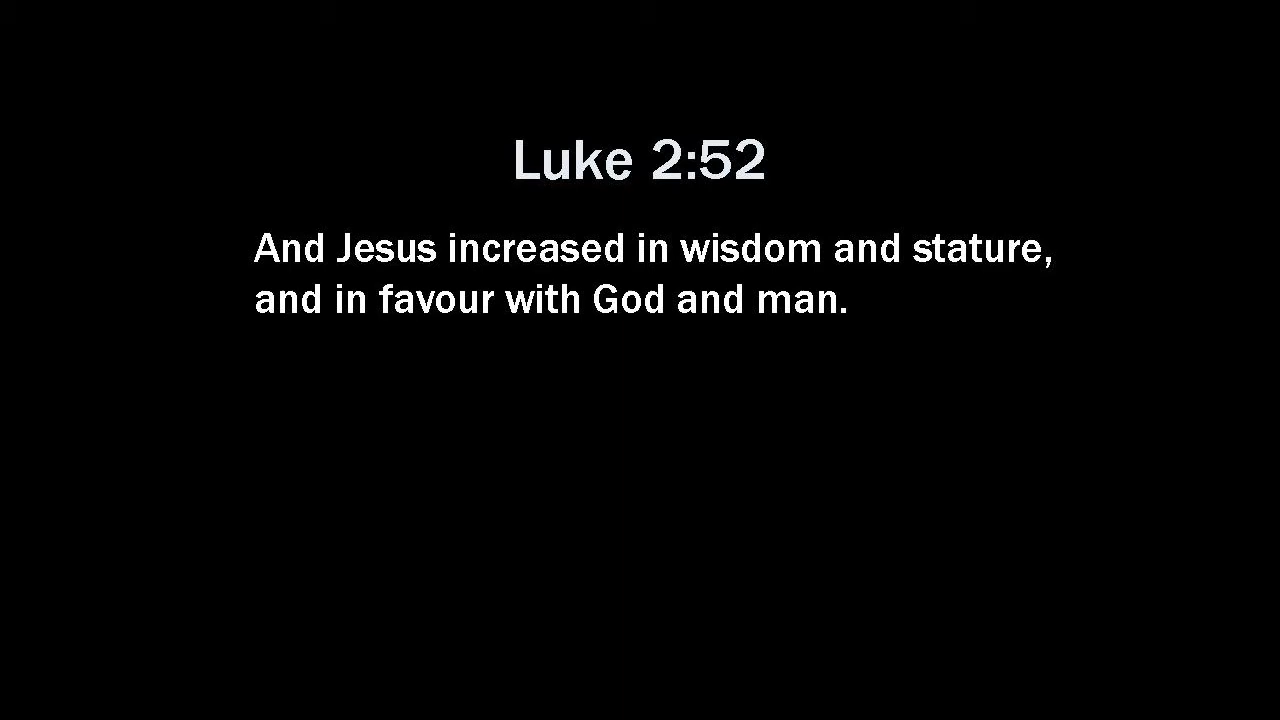 Luke 2:52
And Jesus increased in wisdom and stature,
and in favour with God and man.